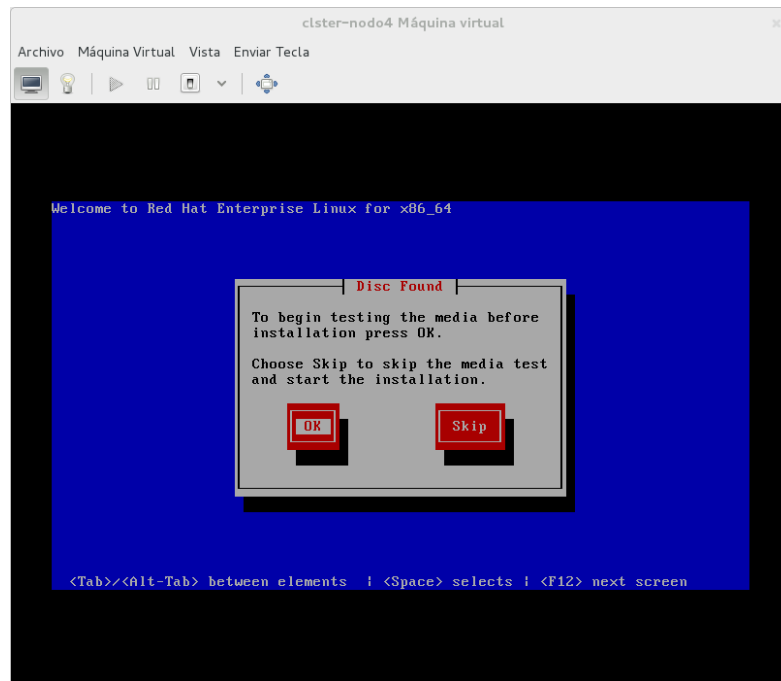 clster-nodo4 Máquina virtual
Archivo Máquina Virtual Vista Enviar Tecla
Welcome to Red Hat Enterprise Linux for x86_64
Disc Found
To begin testing the media before
installation press OK.
Choose Skip to skip the media test
and start the installation.
OK Skip
<Tab>/<Alt-Tab> between elements | <Space> selects | <F12> next screen